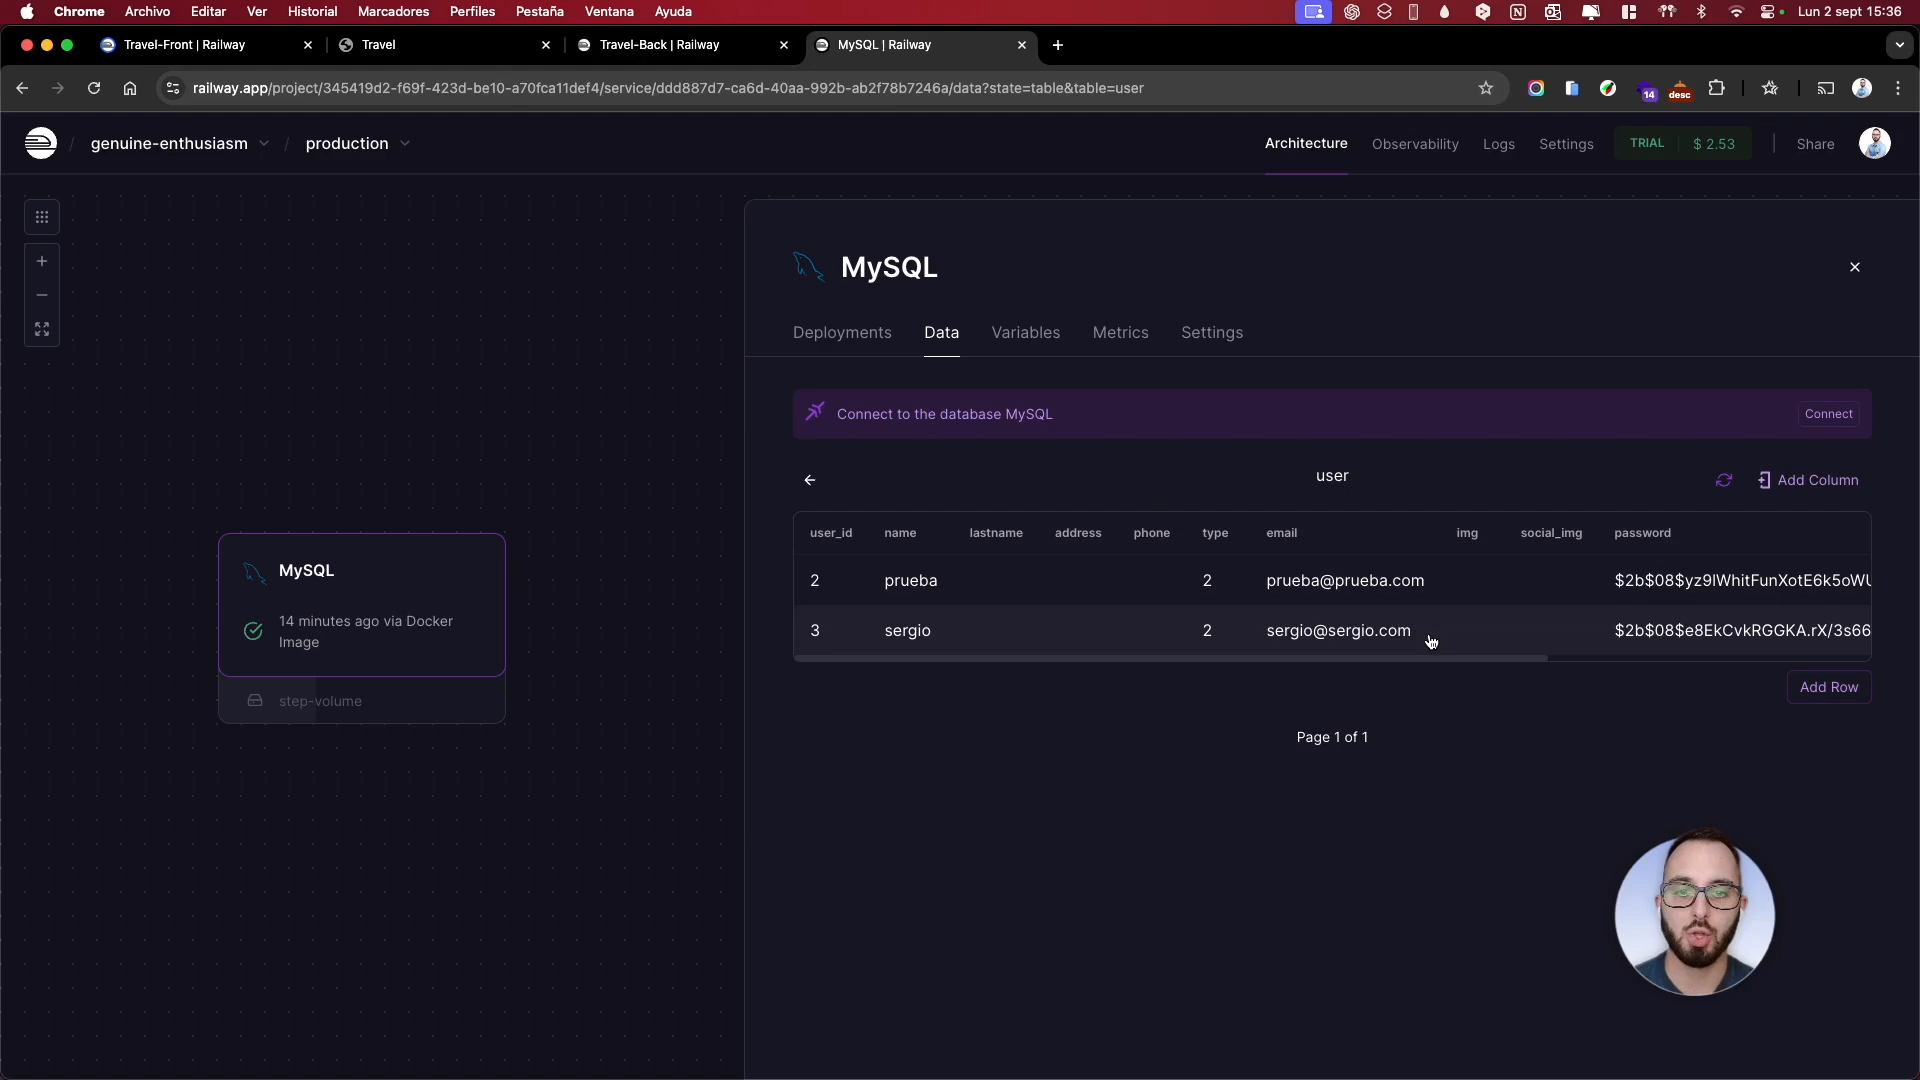 Chrome Archivo Editar Ver Historial Marcadores Perfiles Pestaña Ventana Ayuda Lun 2 sept 15:36
Travel-Front | Railway Travel Travel-Back | Railway MySQL | Railway
railway.app/project/345419d2-f69f-423d-be10-a70fca11def4/service/ddd887d7-ca6d-40aa-992b-ab2f78b7246a/data?state=table&table=user 14 desc
genuine-enthusiasm / production Architecture Observability Logs Settings TRIAL $ 2.53 Share
MySQL
Deployments Data Variables Metrics Settings
Connect to the database MySQL Connect
user Add Column
user_id name lastname address phone type email img social_img password
2 prueba 2 prueba@prueba.com $2b$08$yz9lWhitFunXotE6k5oWU
3 sergio 2 sergio@sergio.com $2b$08$e8EkCvkRGGKA.rX/3s66
Add Row
Page 1 of 1
MySQL
14 minutes ago via Docker
Image
step-volume